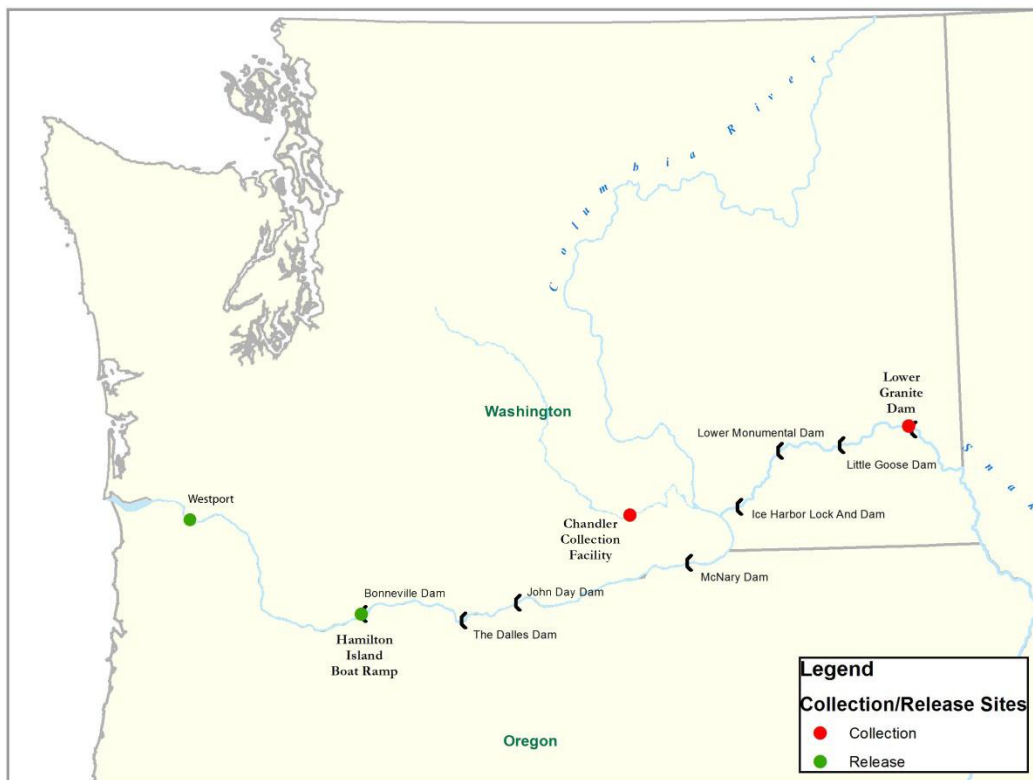 Columbia River
Washington
Lower
Granite
Dam
Lower Monumental Dam
Little Goose Dam
Snak
Westport
Chandler
Collection
Facility
Ice Harbor Lock And Dam
McNary Dam
Bonneville Dam
John Day Dam
The Dalles Dam
Hamilton
Island
Boat Ramp
Oregon
Legend
Collection/Release Sites
Collection
Release